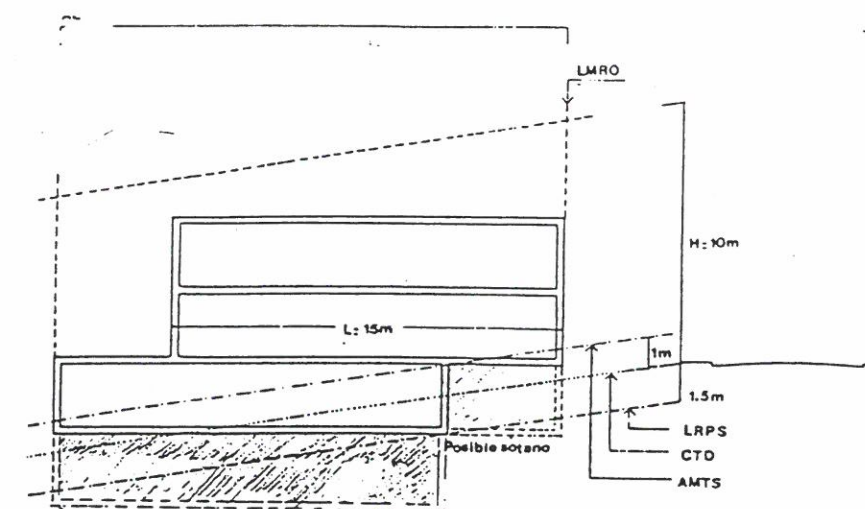 LMRO
H=10m
L=15m
1m
1.5m
Posible sotano
LRPS
CTD
AMTS